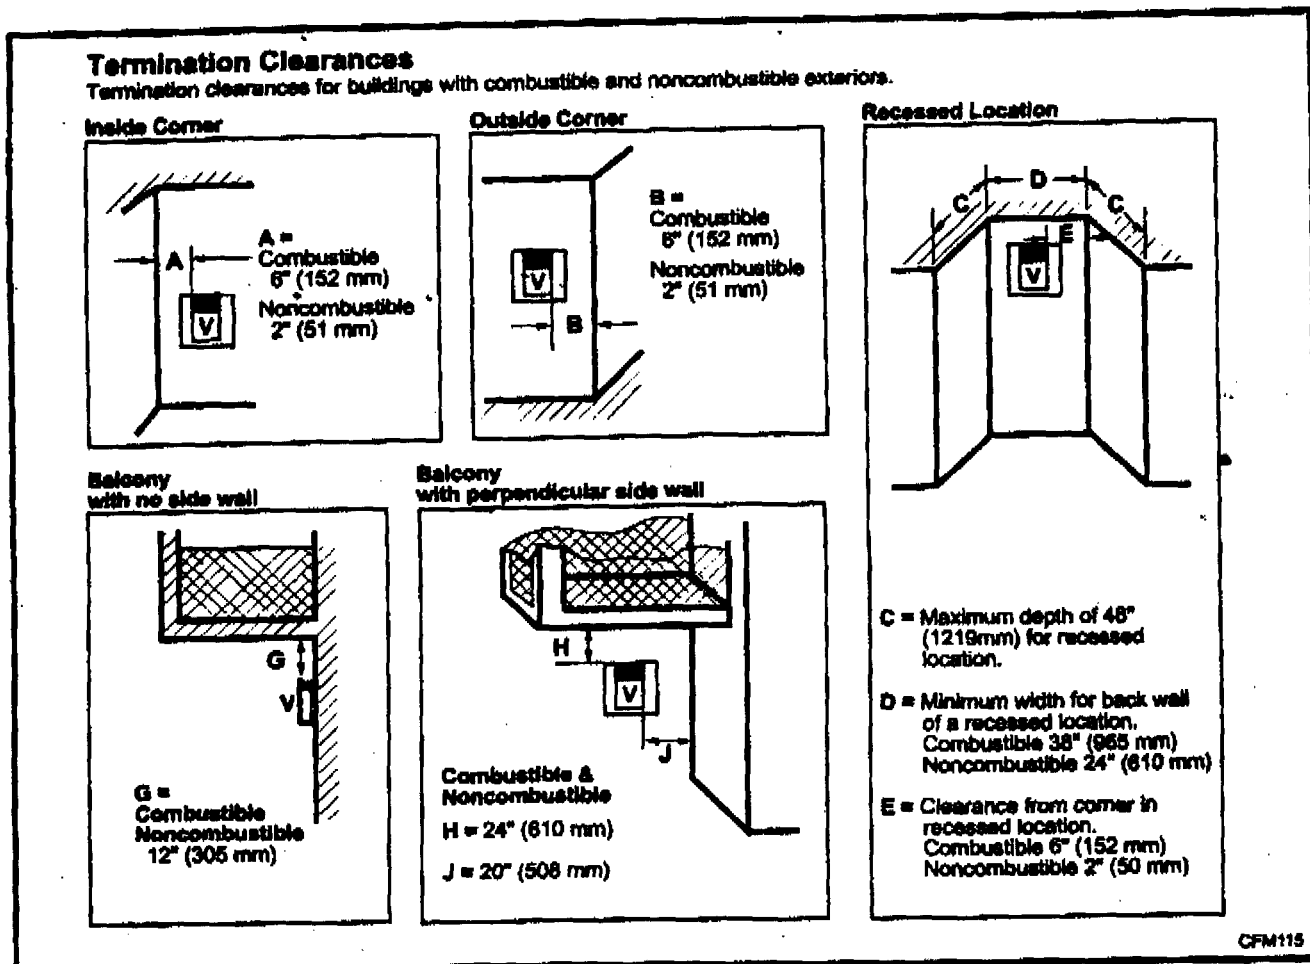 Termination Clearances
Termination clearances for buildings with combustible and noncombustible exteriors.
Inside Corner
A
A =
Combustible
6" (152 mm)
Noncombustible
2" (51 mm)
V
Outside Corner
B =
Combustible
6" (152 mm)
Noncombustible
2" (51 mm)
V
B
Recessed Location
C
D
C
E
V
C = Maximum depth of 48"
(1219mm) for recessed
location.
D = Minimum width for back wall
of a recessed location.
Combustible 38" (965 mm)
Noncombustible 24" (610 mm)
E = Clearance from corner in
recessed location.
Combustible 6" (152 mm)
Noncombustible 2" (50 mm)
Balcony
with no side wall
G
V
G =
Combustible
Noncombustible
12" (305 mm)
Balcony
with perpendicular side wall
H
V
J
Combustible &
Noncombustible
H = 24" (610 mm)
J = 20" (508 mm)
CFM115